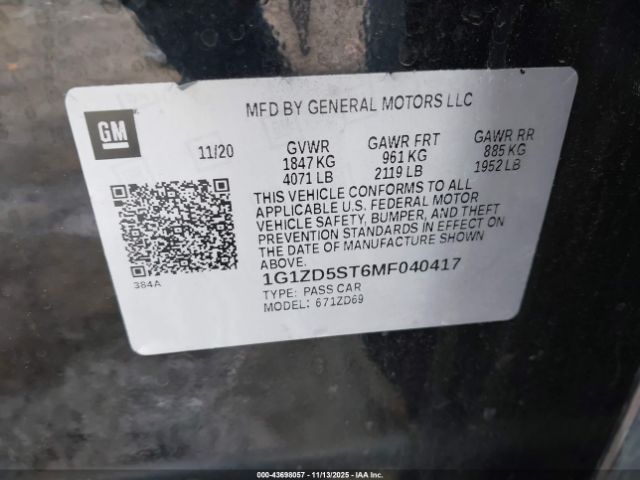 MFD BY GENERAL MOTORS LLC
GM
11/20 GVWR GAWR FRT GAWR RR
1847 KG 961 KG 885 KG
4071 LB 2119 LB 1952 LB
THIS VEHICLE CONFORMS TO ALL
APPLICABLE U.S. FEDERAL MOTOR
VEHICLE SAFETY, BUMPER, AND THEFT
PREVENTION STANDARDS IN EFFECT ON
THE DATE OF MANUFACTURE SHOWN
ABOVE.
384A
1G1ZD5ST6MF040417
TYPE: PASS CAR
MODEL: 671ZD69
000-43698057 - 11/13/2025 - IAAI Company